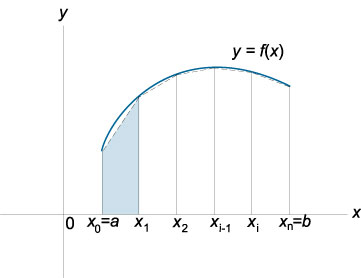 y
y = f(x)
x
0 x₀=a x₁ x₂ xᵢ₋₁ xᵢ xₙ=b